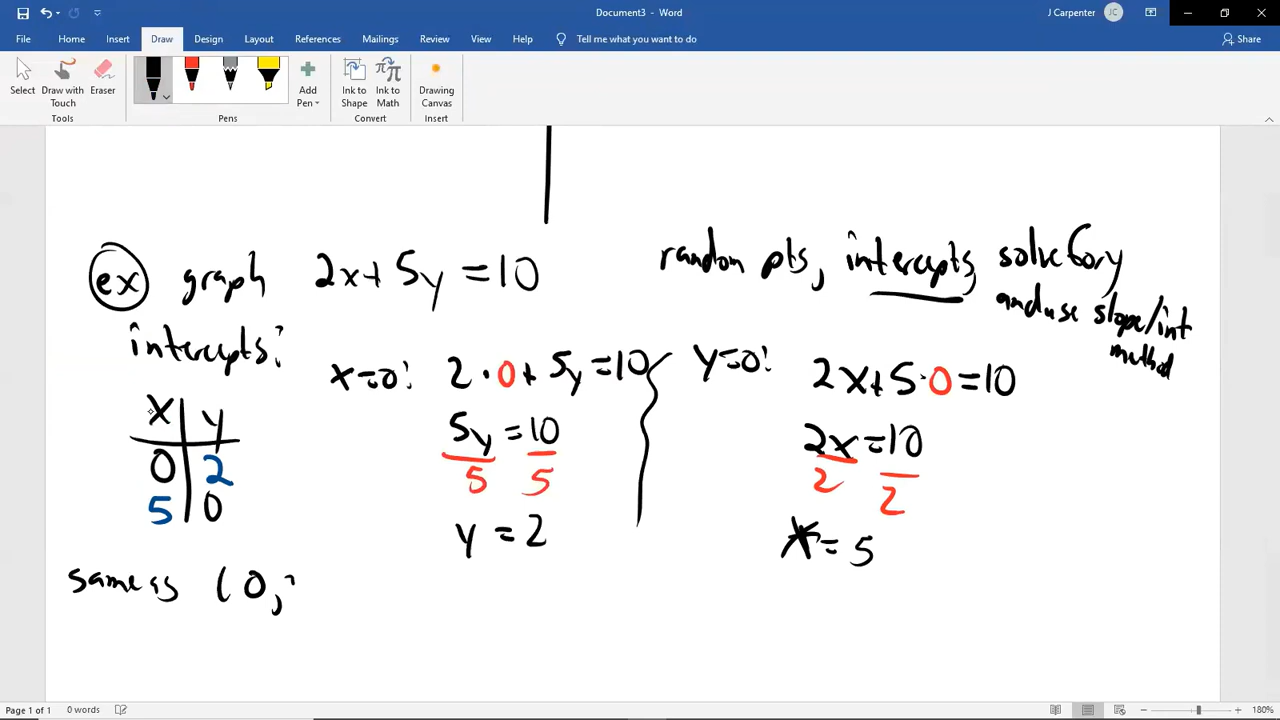 Document3 - Word
J Carpenter JC
File Home Insert Draw Design Layout References Mailings Review View Help Tell me what you want to do Share
Select Draw with Touch Eraser Add Pen Ink to Shape Ink to Math Drawing Canvas
Tools Pens Convert Insert
ex graph 2x+5y=10
random pts, intercepts, solve for y
and use slope/int
method
intercepts:
x=0: 2·0+5y=10
5y=10
5 5
y=2
y=0: 2x+5·0=10
2x=10
2 2
x=5
x y
0 2
5 0
same as (0,
Page 1 of 1 0 words 180%